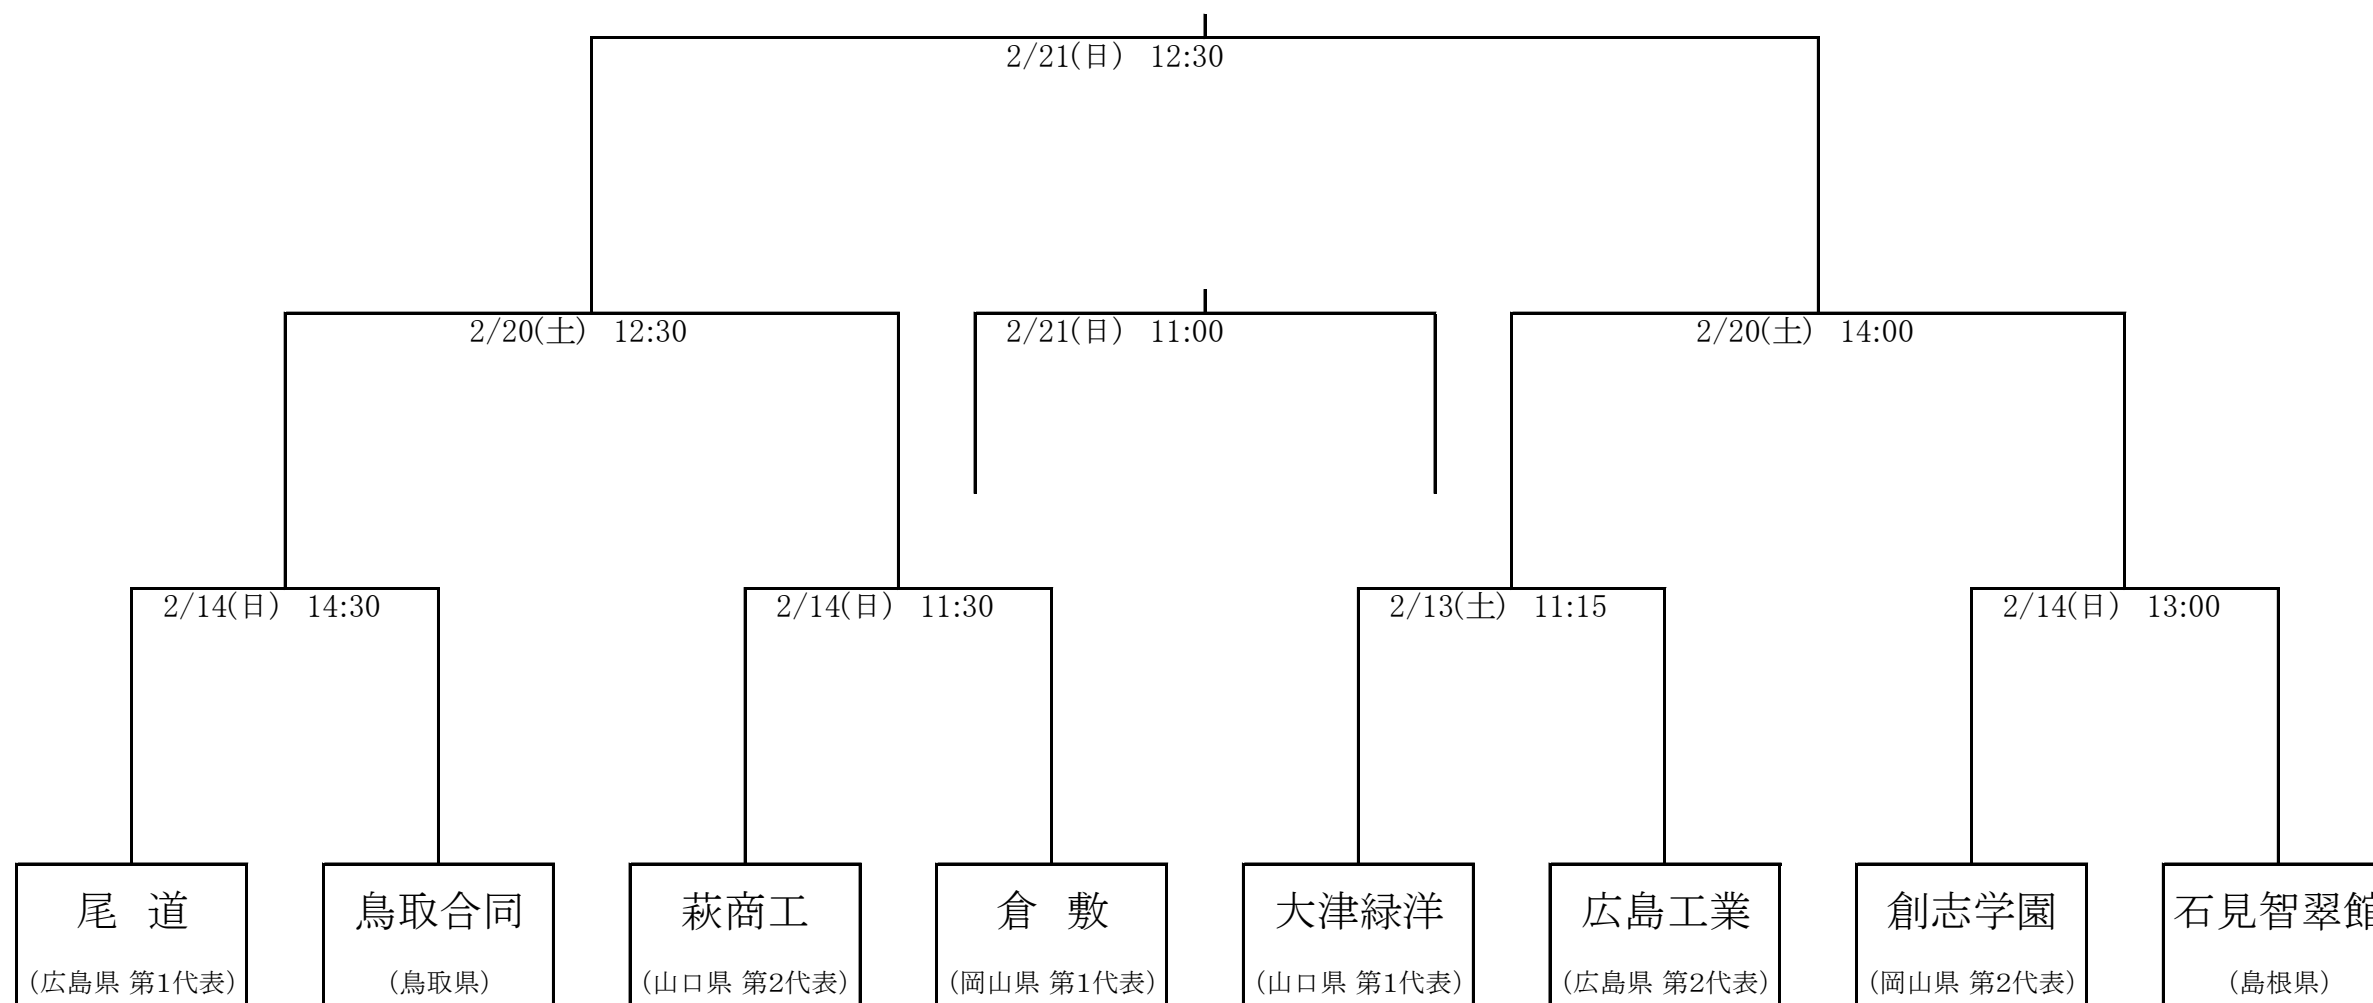 2/21(日) 12:30
2/20(土) 12:30
2/21(日) 11:00
2/20(土) 14:00
2/14(日) 14:30
2/14(日) 11:30
2/13(土) 11:15
2/14(日) 13:00
尾 道
鳥取合同
萩商工
倉 敷
大津緑洋
広島工業
創志学園
石見智翠館
(広島県 第1代表)
(鳥取県)
(山口県 第2代表)
(岡山県 第1代表)
(山口県 第1代表)
(広島県 第2代表)
(岡山県 第2代表)
(島根県)